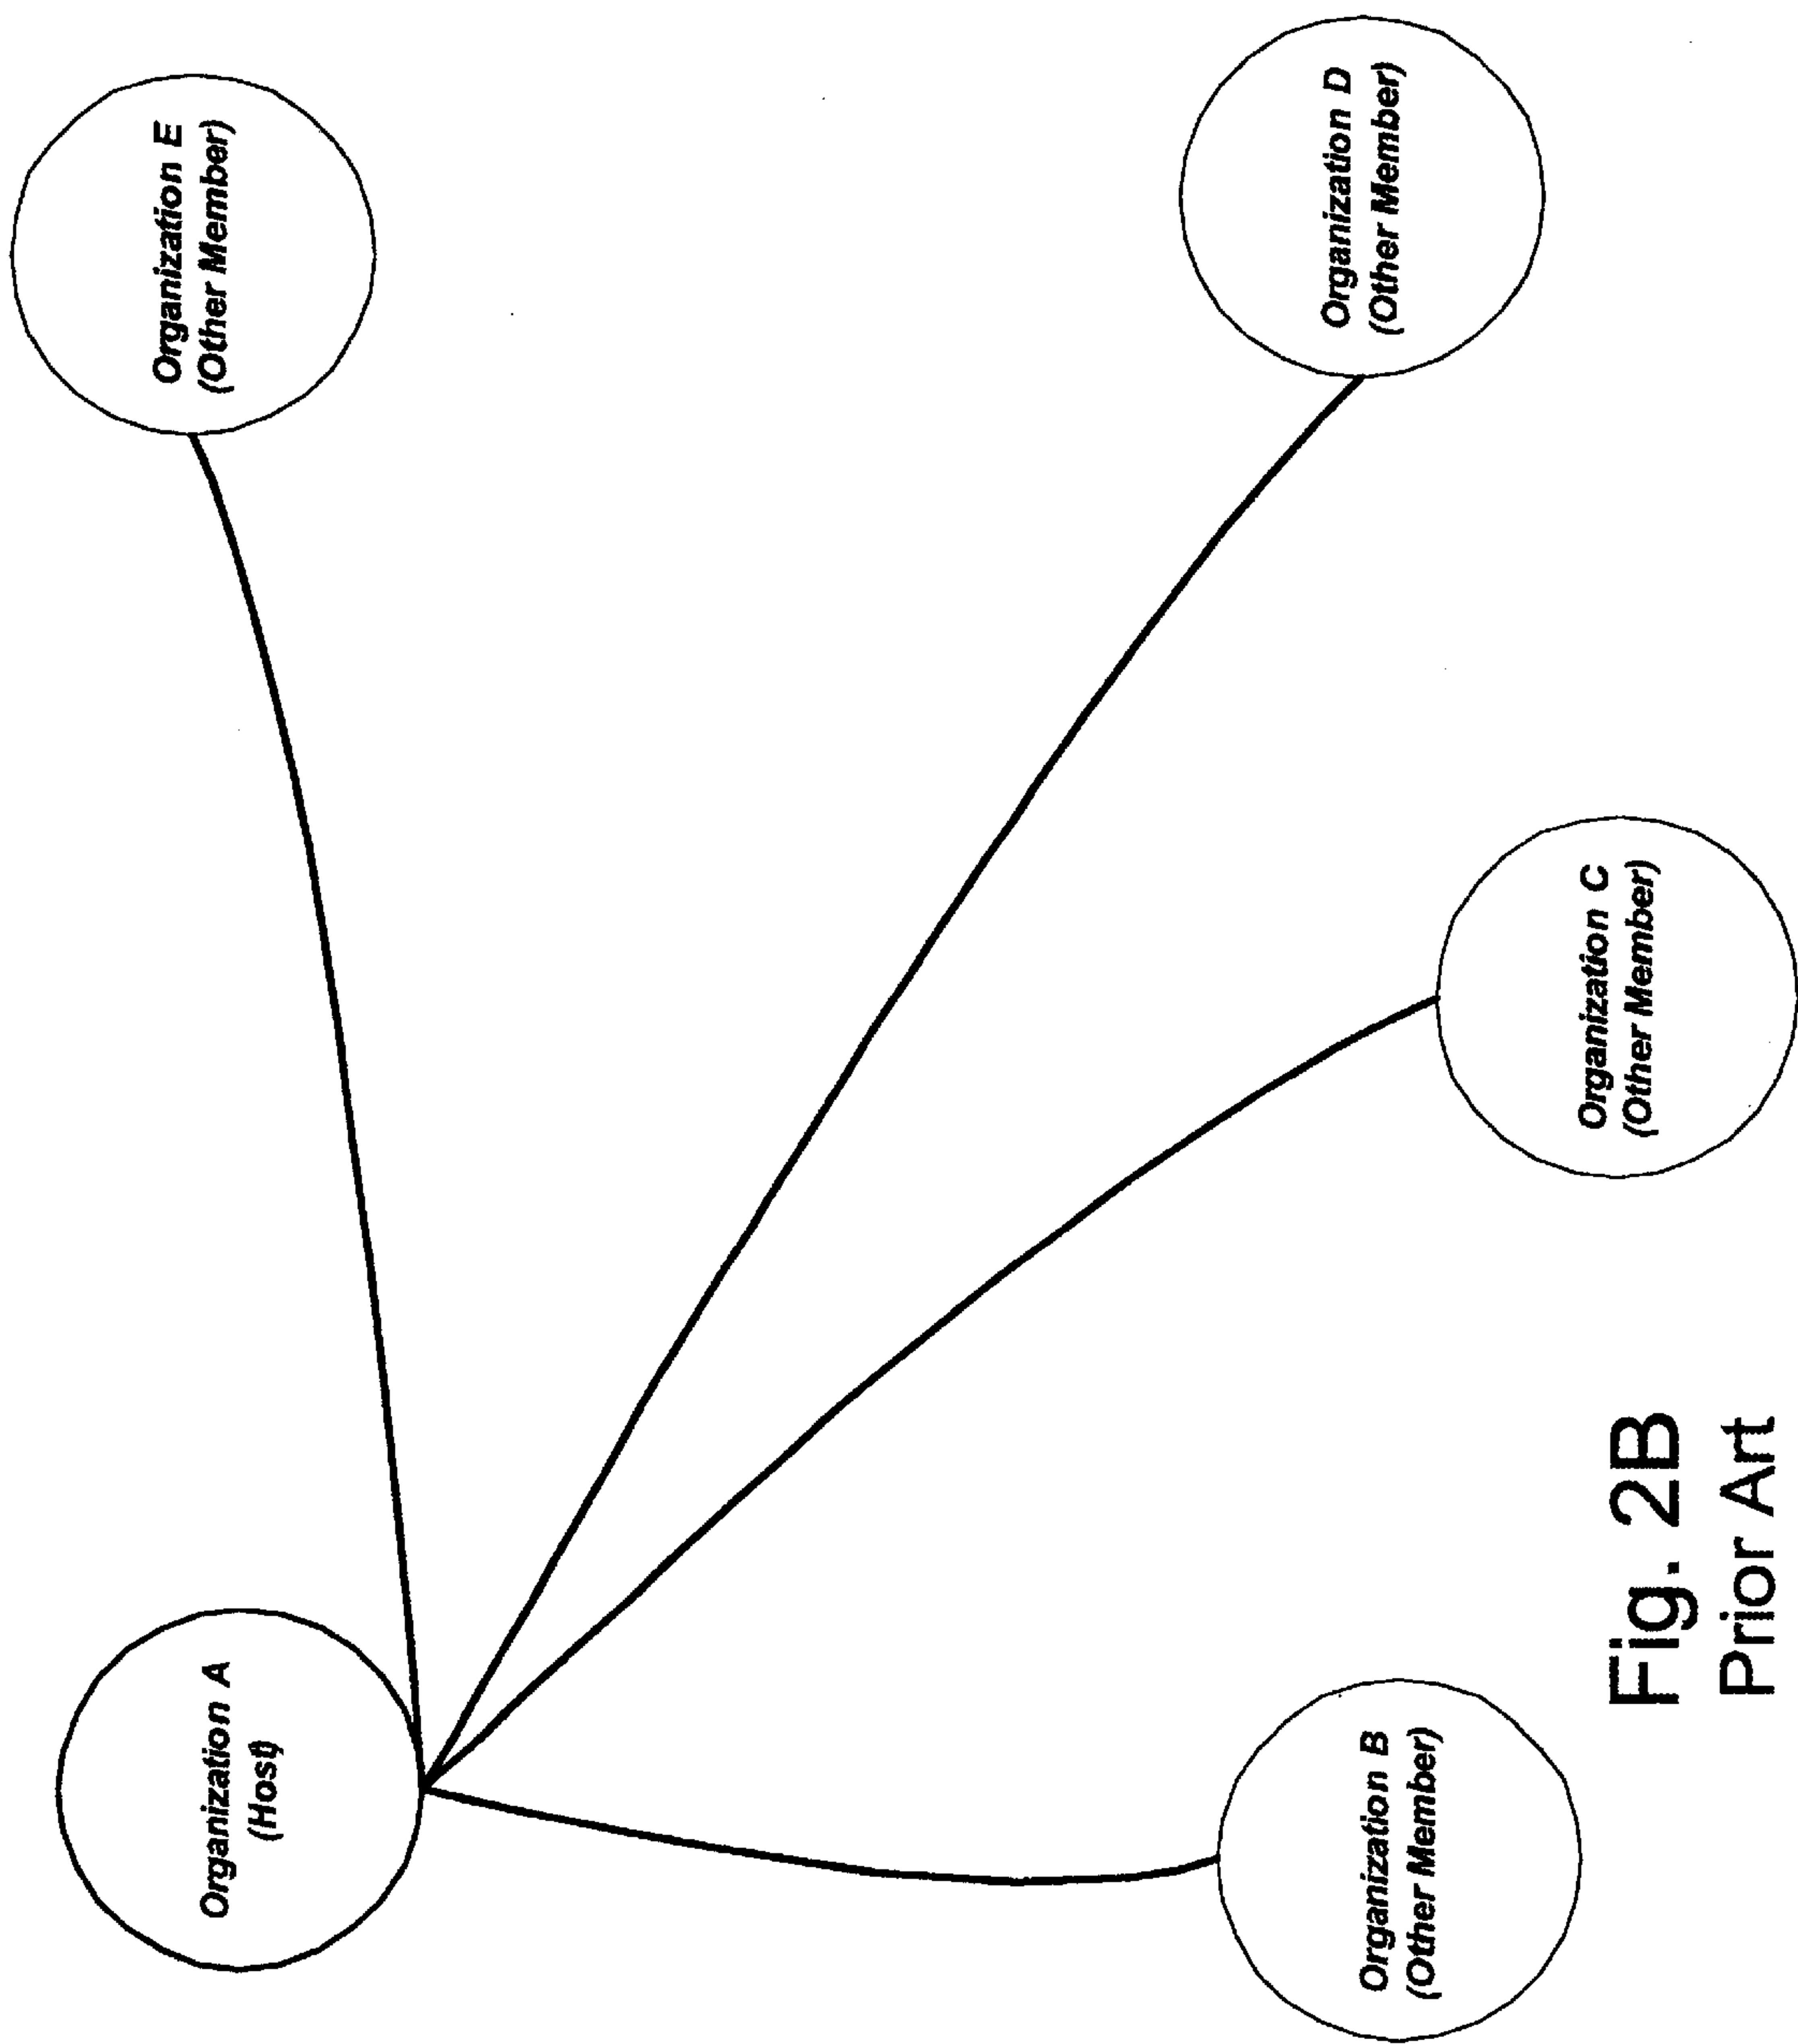 Organization A
(Host)
Organization E
(Other Member)
Organization B
(Other Member)
Organization D
(Other Member)
Organization C
(Other Member)
Fig. 2B
Prior Art